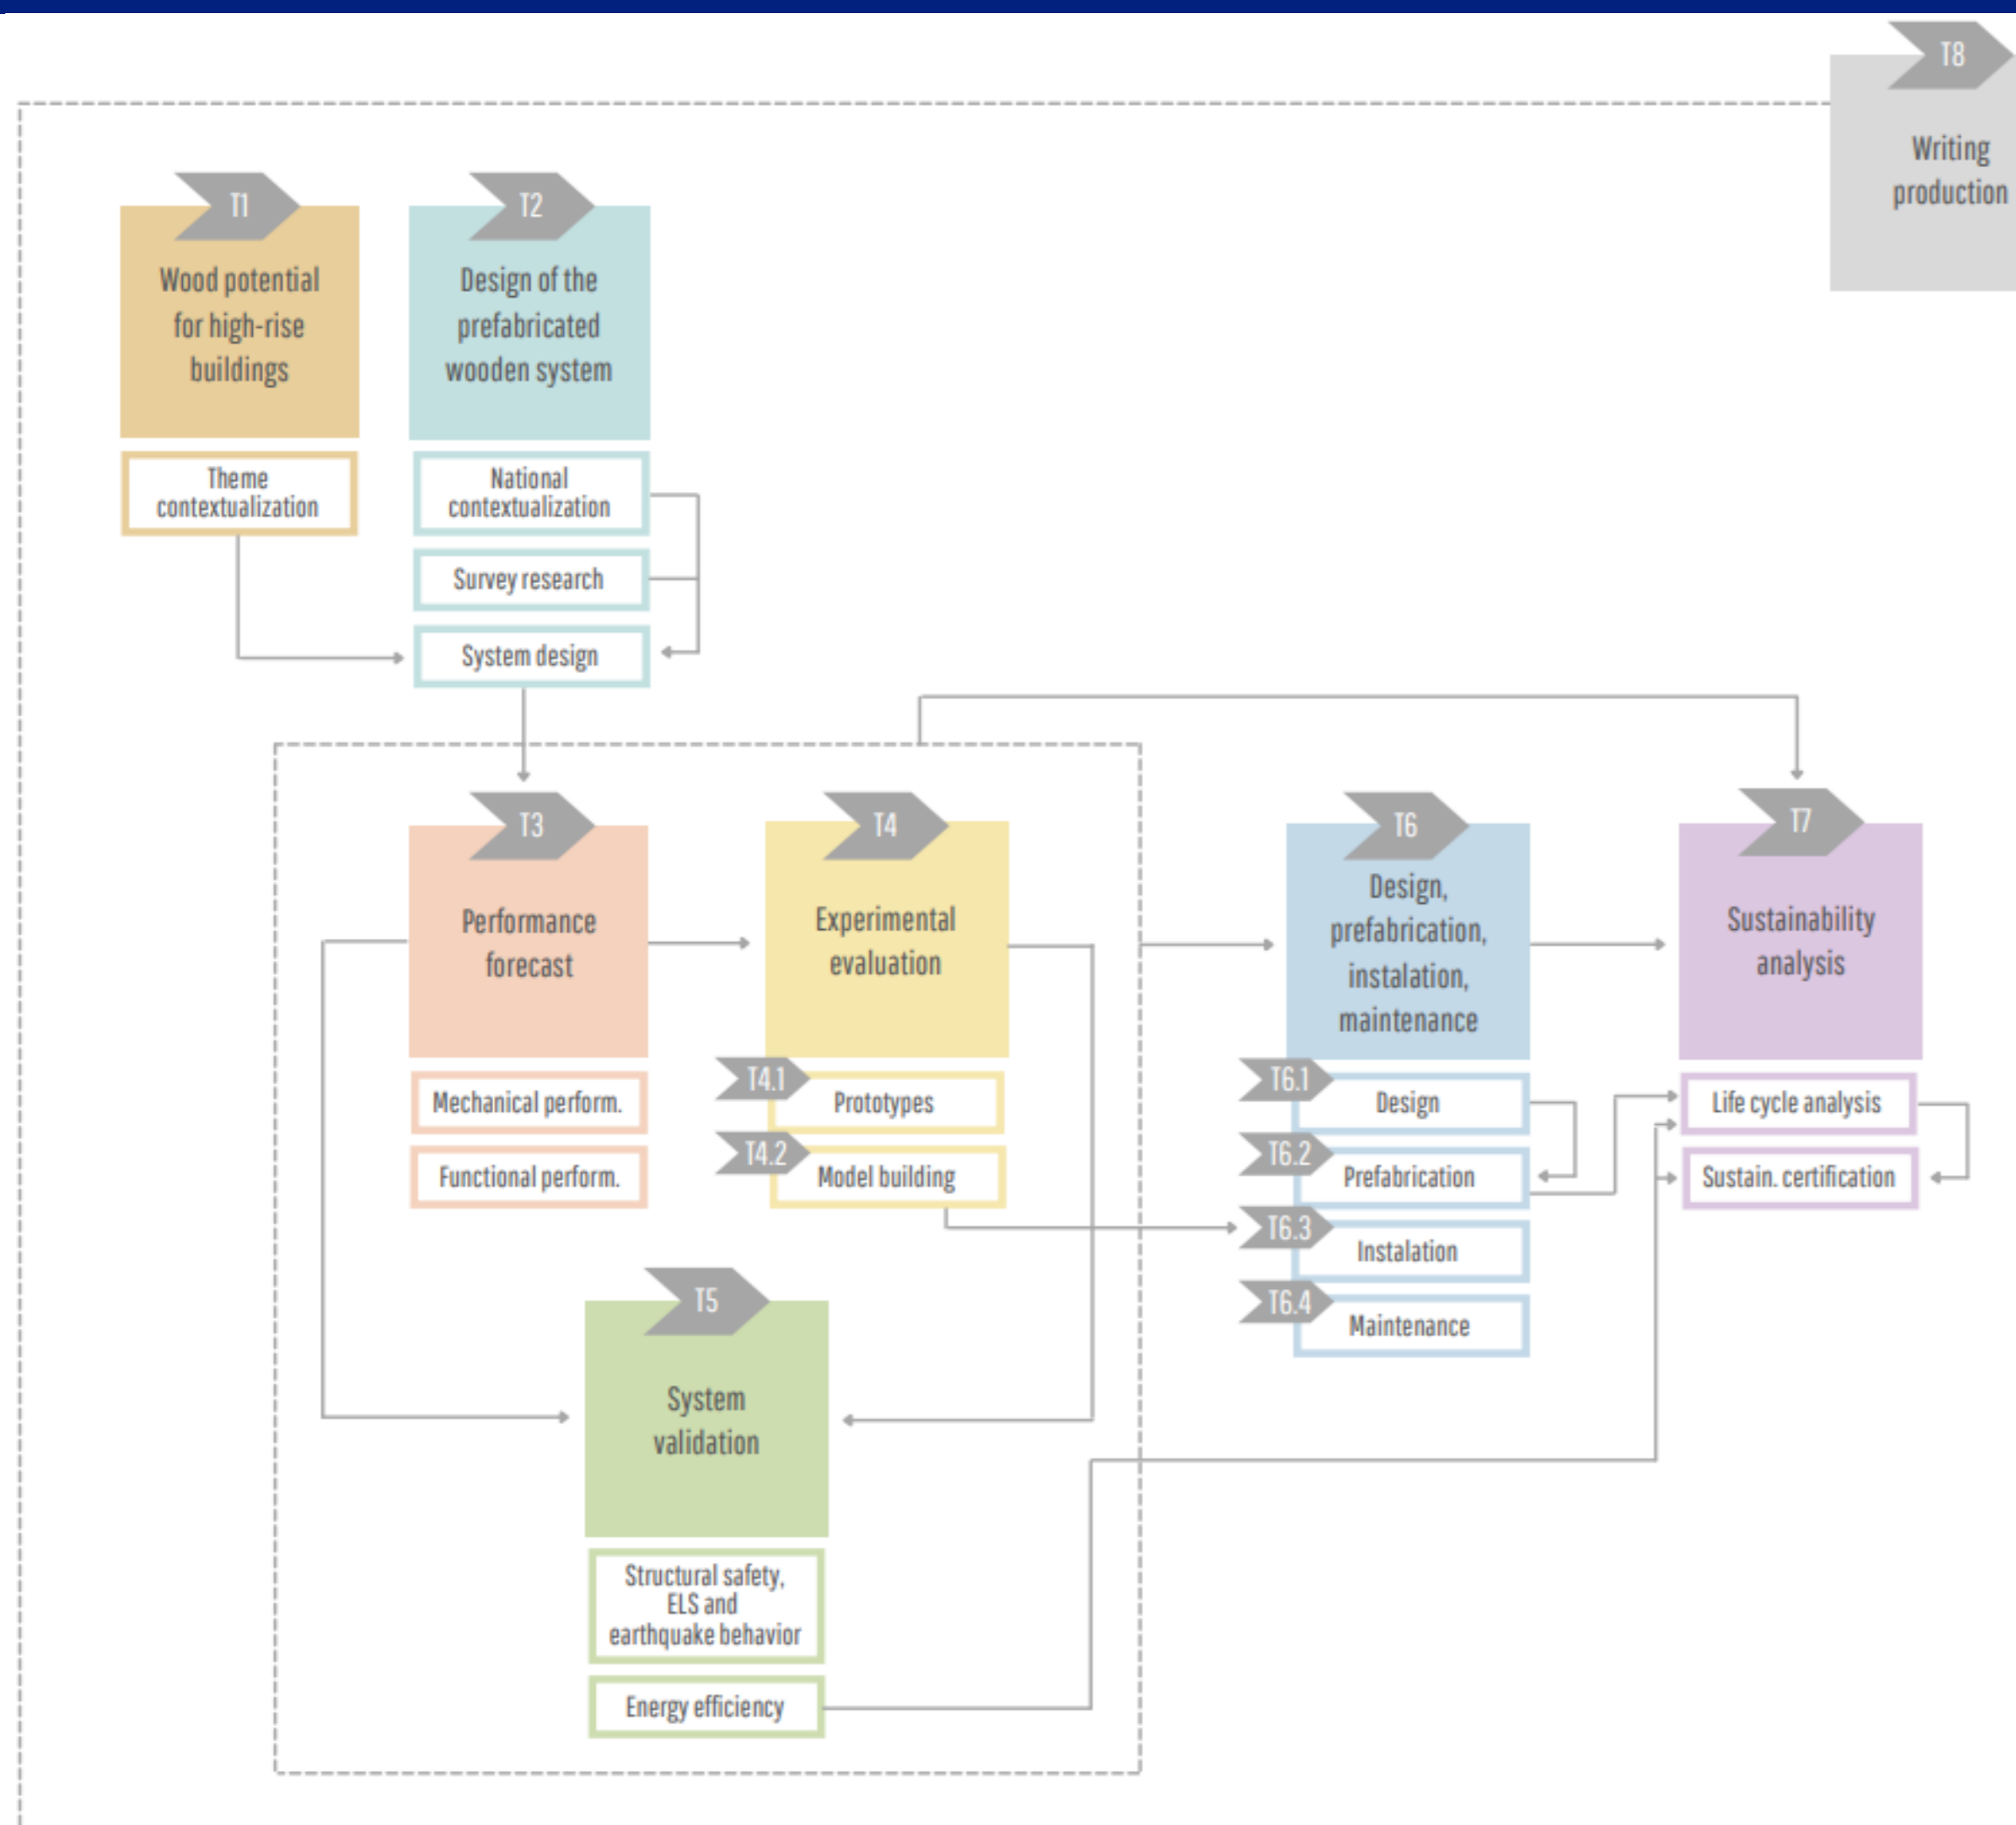 T8
Writing
production
T1
Wood potential
for high-rise
buildings
Theme
contextualization
T2
Design of the
prefabricated
wooden system
National
contextualization
Survey research
System design
T3
Performance
forecast
Mechanical perform.
Functional perform.
T4
Experimental
evaluation
T4.1
Prototypes
T4.2
Model building
T5
System
validation
Structural safety,
ELS and
earthquake behavior
Energy efficiency
T6
Design,
prefabrication,
instalation,
maintenance
T6.1
Design
T6.2
Prefabrication
T6.3
Instalation
T6.4
Maintenance
T7
Sustainability
analysis
Life cycle analysis
Sustain. certification